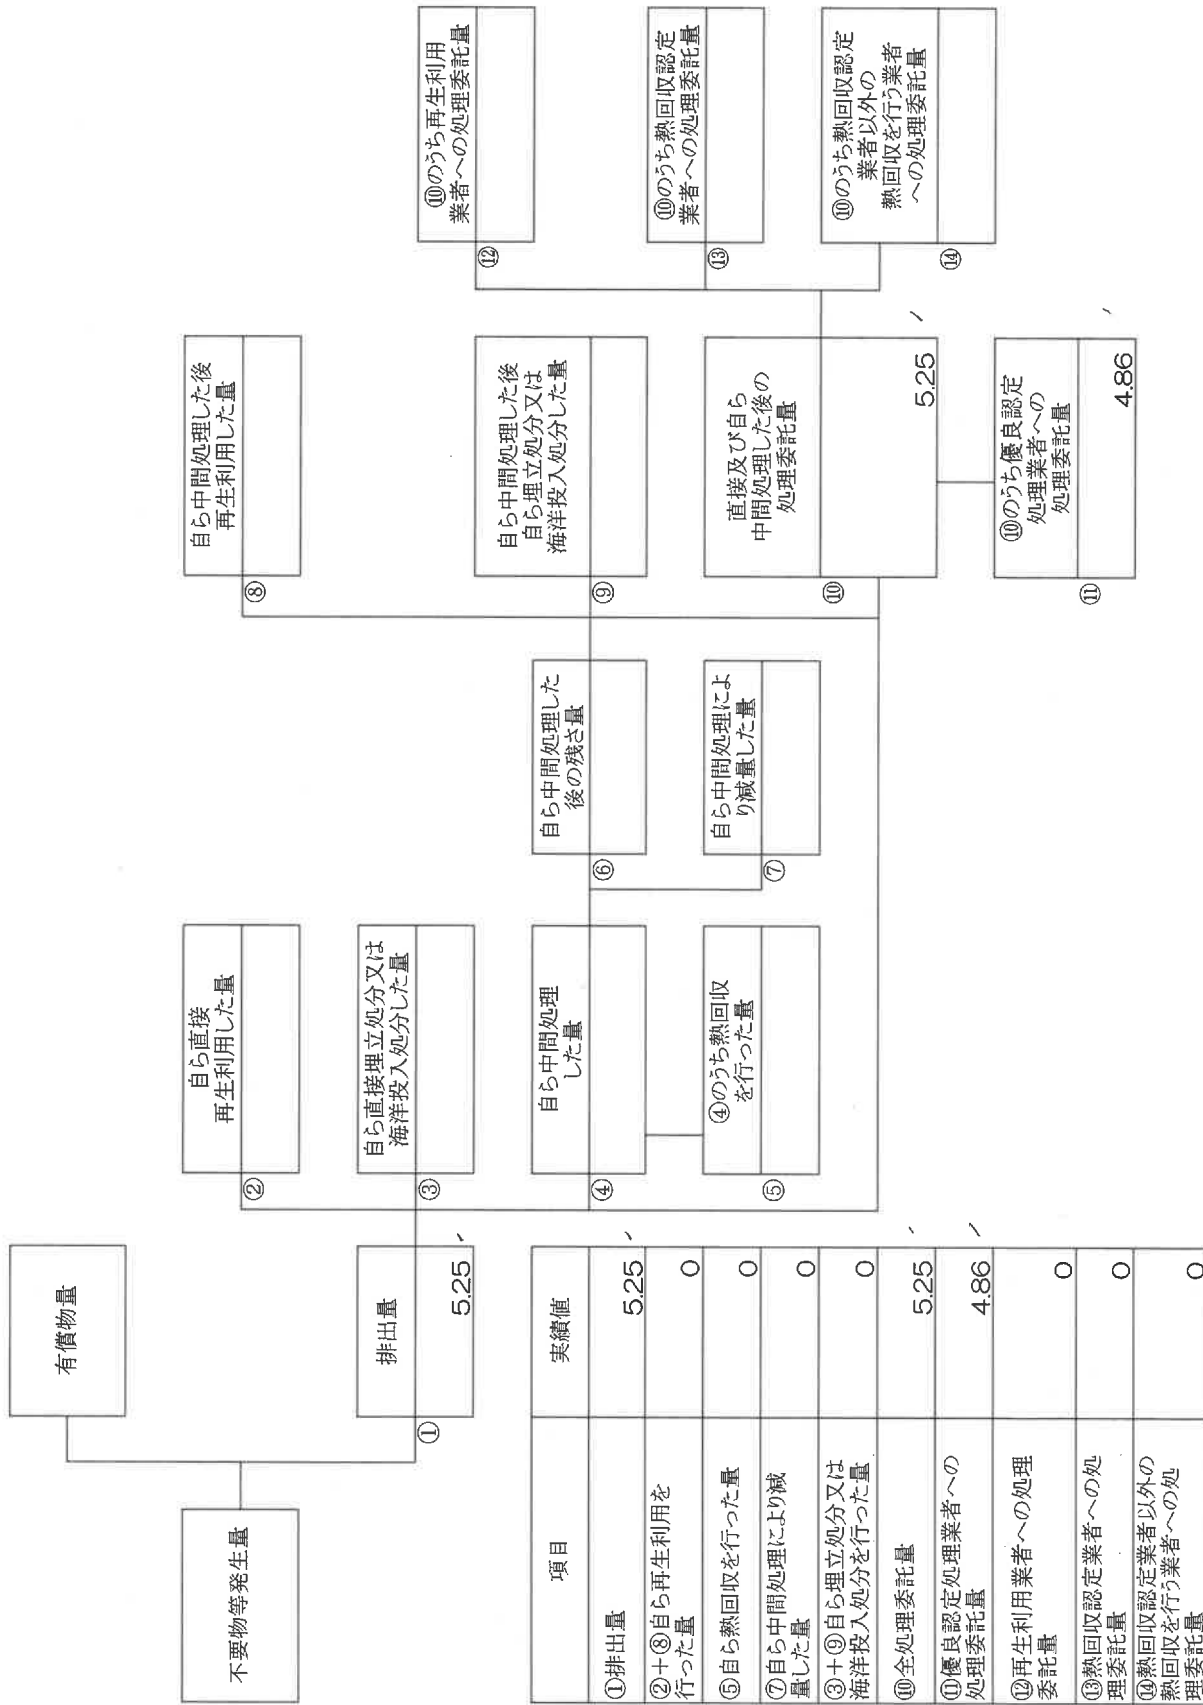 有償物量
不要物等発生量
排出量
①
5.25
自ら直接
再生利用した量
②
自ら直接埋立処分又は
海洋投入処分した量
③
自ら中間処理
した量
④
④のうち熱回収
を行った量
⑤
自ら中間処理した
後の残さ量
⑥
自ら中間処理によ
り減量した量
⑦
自ら中間処理した後
再生利用した量
⑧
自ら中間処理した後
自ら埋立処分又は
海洋投入処分した量
⑨
直接及び自ら
中間処理した後の
処理委託量
⑩
5.25
⑩のうち優良認定
処理業者への
処理委託量
⑪
4.86
⑩のうち再生利用
業者への処理委託量
⑫
⑩のうち熱回収認定
業者への処理委託量
⑬
⑩のうち熱回収認定
業者以外の
熱回収を行う業者
への処理委託量
⑭
項目 実績値
①排出量 5.25
②+⑧自ら再生利用を
行った量 0
⑤自ら熱回収を行った量 0
⑦自ら中間処理により減
量した量 0
③+⑨自ら埋立処分又は
海洋投入処分を行った量 0
⑩全処理委託量 5.25
⑪優良認定処理業者への
処理委託量 4.86
⑫再生利用業者への処理
委託量 0
⑬熱回収認定業者への処
理委託量 0
⑭熱回収認定業者以外の
熱回収を行う業者への処
理委託量 0